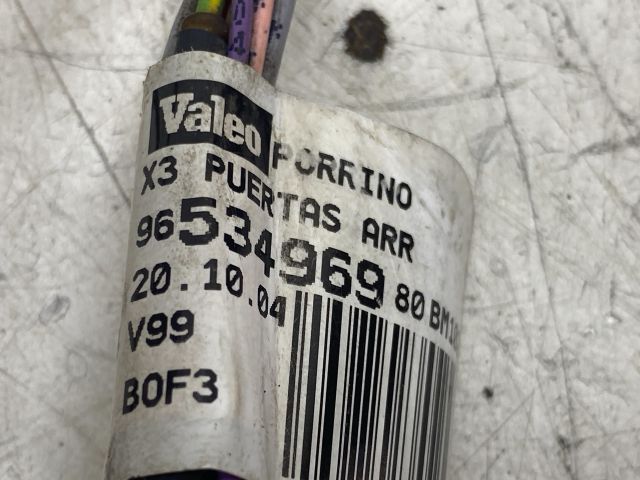 Valeo PORRINO
X3 PUERTAS ARR
96534969 80
20.10.04
V99
B0F3